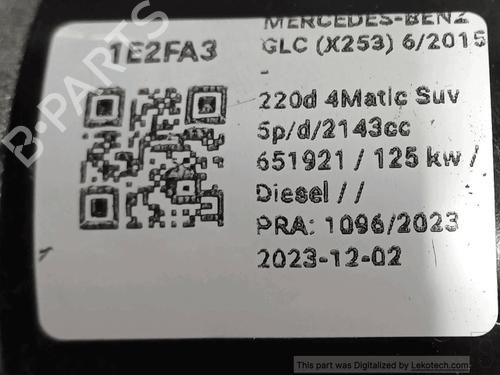 MERCEDES-BENZ
1E2FA3
GLC (X253) 6/2015
-
220d 4Matic Suv
5p/d/2143cc
651921 / 125 kw /
Diesel / /
PRA: 1096/2023
2023-12-02
B-PARTS
This part was Digitalized by Lekotech.com